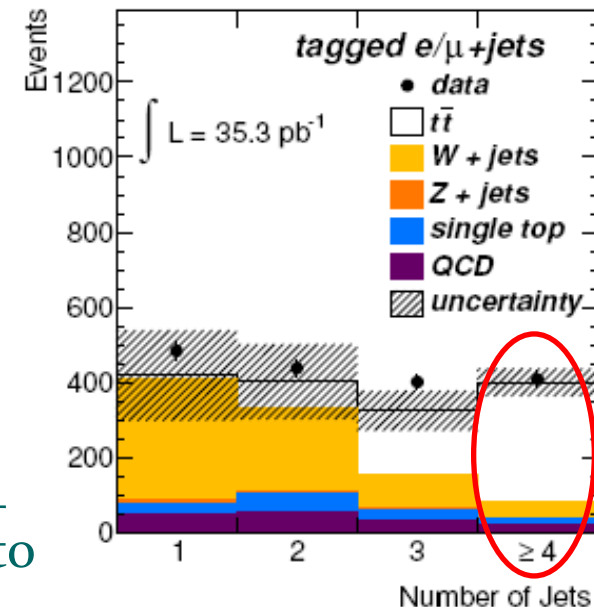 Events
tagged e/μ+jets
data
∫ L = 35.3 pb⁻¹
tt̄
W + jets
Z + jets
single top
QCD
uncertainty
1200
1000
800
600
400
200
0
1 2 3 ≥ 4
Number of Jets
to